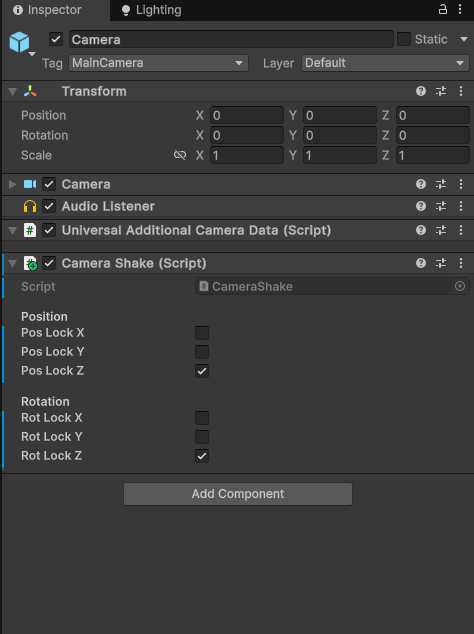 Inspector Lighting
Camera Static
Tag MainCamera Layer Default
Transform
Position X 0 Y 0 Z 0
Rotation X 0 Y 0 Z 0
Scale X 1 Y 1 Z 1
Camera
Audio Listener
Universal Additional Camera Data (Script)
Camera Shake (Script)
Script CameraShake
Position
Pos Lock X
Pos Lock Y
Pos Lock Z
Rotation
Rot Lock X
Rot Lock Y
Rot Lock Z
Add Component